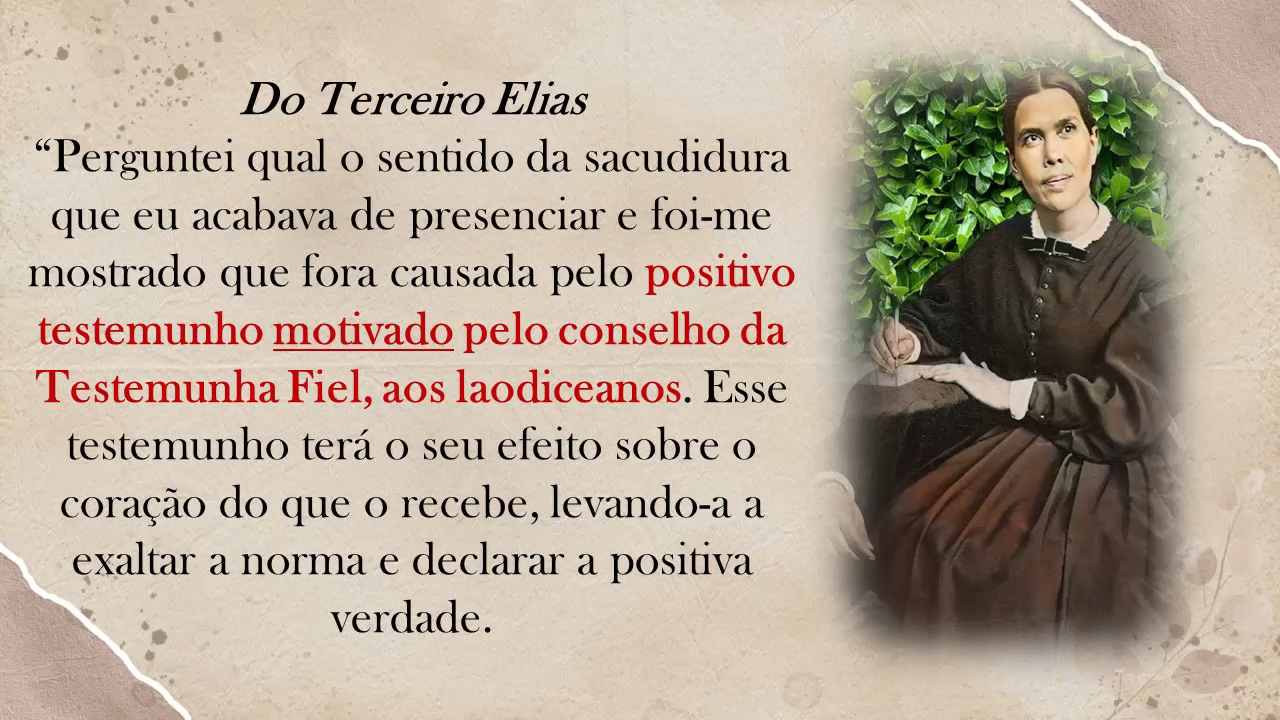 Do Terceiro Elias
“Perguntei qual o sentido da sacudidura
que eu acabava de presenciar e foi-me
mostrado que fora causada pelo positivo
testemunho motivado pelo conselho da
Testemunha Fiel, aos laodiceanos. Esse
testemunho terá o seu efeito sobre o
coração do que o recebe, levando-a a
exaltar a norma e declarar a positiva
verdade.